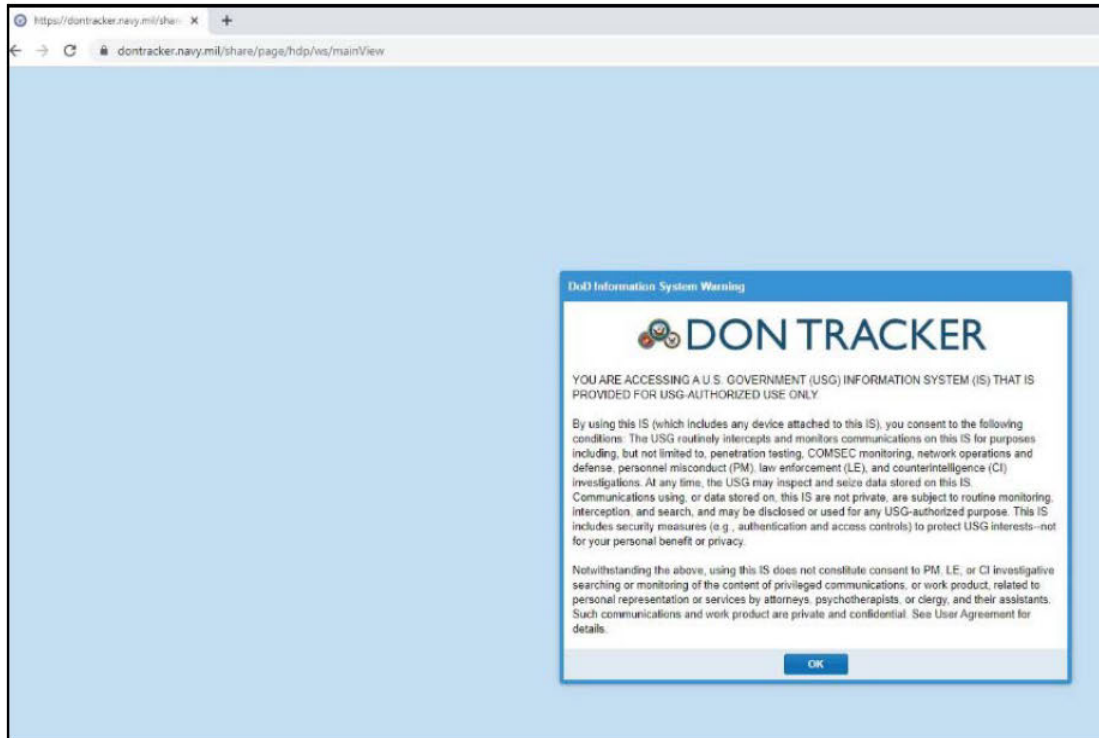 https://dontracker.navy.mil/shar
dontracker.navy.mil/share/page/hdp/ws/mainView
DoD Information System Warning
DON TRACKER
YOU ARE ACCESSING A U.S. GOVERNMENT (USG) INFORMATION SYSTEM (IS) THAT IS
PROVIDED FOR USG-AUTHORIZED USE ONLY.
By using this IS (which includes any device attached to this IS), you consent to the following
conditions: The USG routinely intercepts and monitors communications on this IS for purposes
including, but not limited to, penetration testing, COMSEC monitoring, network operations and
defense, personnel misconduct (PM), law enforcement (LE), and counterintelligence (CI)
investigations. At any time, the USG may inspect and seize data stored on this IS.
Communications using, or data stored on, this IS are not private, are subject to routine monitoring,
interception, and search, and may be disclosed or used for any USG-authorized purpose. This IS
includes security measures (e.g., authentication and access controls) to protect USG interests--not
for your personal benefit or privacy.
Notwithstanding the above, using this IS does not constitute consent to PM, LE, or CI investigative
searching or monitoring of the content of privileged communications, or work product, related to
personal representation or services by attorneys, psychotherapists, or clergy, and their assistants.
Such communications and work product are private and confidential. See User Agreement for
details.
OK